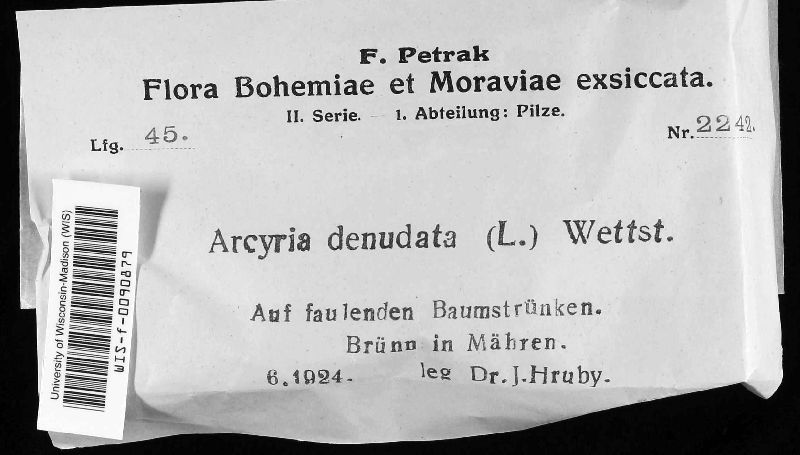 F. Petrak
Flora Bohemiae et Moraviae exsiccata.
II. Serie. — 1. Abteilung: Pilze.
Lfg. 45.
Nr. 2242.
Arcyria denudata (L.) Wettst.
Auf faulenden Baumstrünken.
Brünn in Mähren.
6.1924. leg Dr. J. Hruby.
University of Wisconsin-Madison (WIS)
WIS-f-0090879